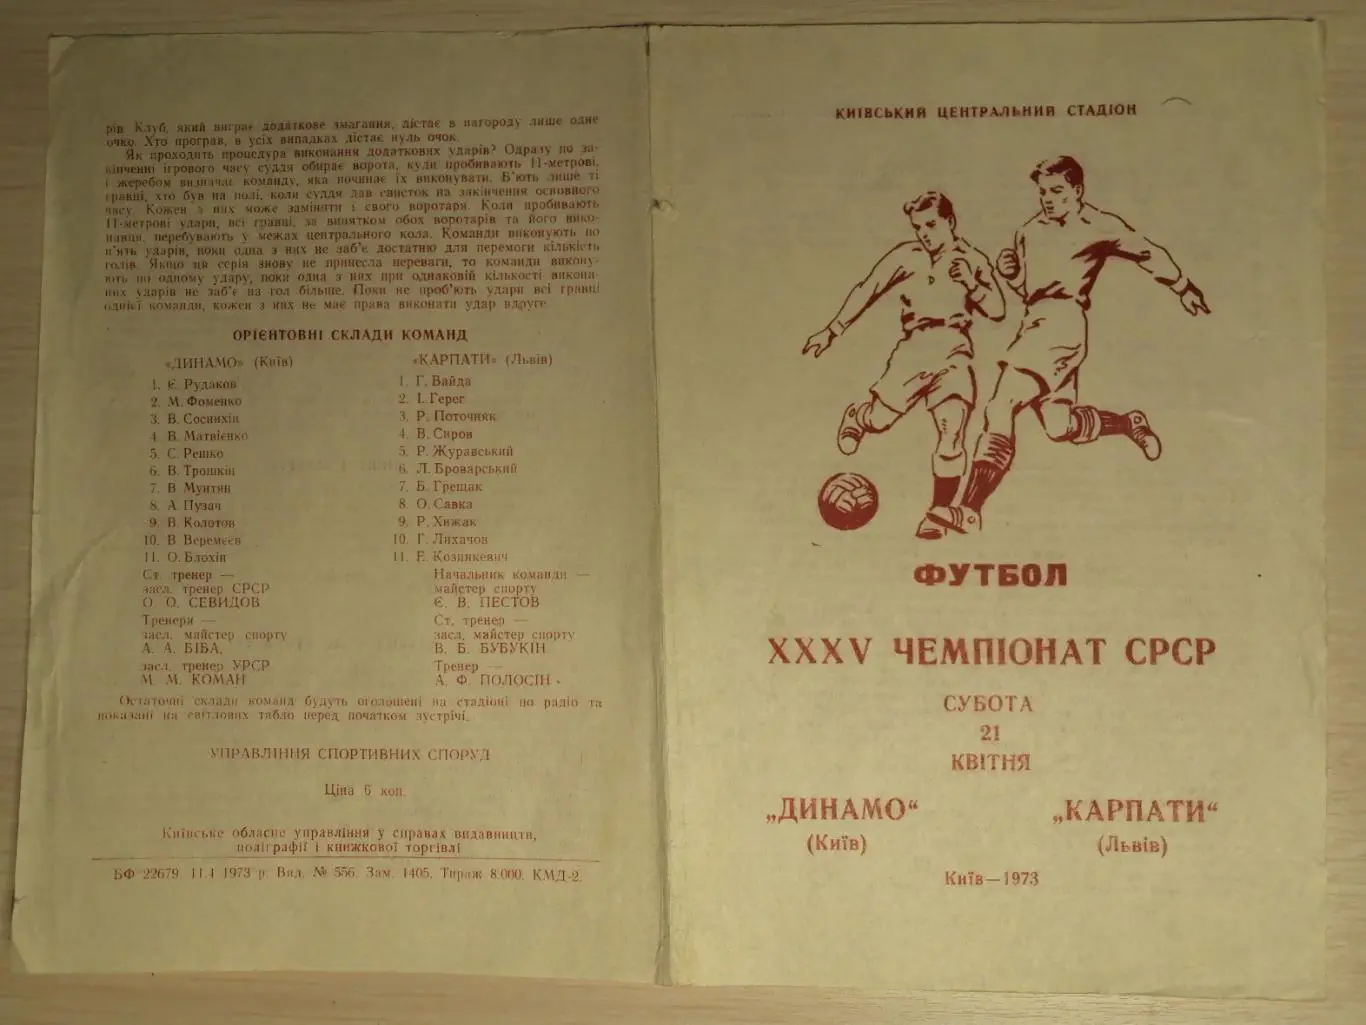 рів Клуб, який виграє додаткове змагання, дістає в нагороду лише одне
очко. Хто програв, в усіх випадках дістає нуль очок.
Як проходить процедура виконання додаткових ударів? Одразу по за-
кінченні ігрового часу суддя обирає ворота, куди пробивають 11-метрові,
і жеребом визначає команду, яка починає їх виконувати. Б'ють лише ті
гравці, хто був на полі, коли суддя дав свисток на закінчення основного
часу. Кожен з них може заміняти і свого воротаря. Коли пробивають
11-метрові удари, всі гравці, за винятком обох воротарів та його вико-
навця, перебувають у межах центрального кола. Команди виконують по
п'ять ударів, поки одна з них не заб'є достатню для перемоги кількість
голів. Якщо ця серія знову не принесла переваги, то команди викону-
ють по одному удару, поки одна з них при однаковій кількості викона-
них ударів не заб'є на гол більше. Поки не проб'ють удари всі гравці
однієї команди, кожен з них не має права виконати удар вдруге.
ОРІЄНТОВНІ СКЛАДИ КОМАНД
«ДИНАМО» (Київ)
1. Є. Рудаков
2. М. Фоменко
3. В. Соснихін
4. В. Матвієнко
5. С. Решко
6. В. Трошкін
7. В Мунтян
8. А. Пузач
9. В. Колотов
10. В Веремєєв
11. О. Блохін
Ст. тренер —
засл. тренер СРСР
О. О. СЕВИДОВ
Тренери —
засл. майстер спорту
А. А. БІБА,
засл. тренер УРСР
М. М. КОМАН
«КАРПАТИ» (Львів)
1. Г. Вайда
2. І. Герег
3. Р. Поточняк
4. В. Сиров
5. Р. Журавський
6. Л. Броварський
7. Б. Грещак
8. О. Савка
9. Р. Хижак
10. Г. Лихачов
11. Е. Козинкевич
Начальник команди —
майстер спорту
Є. В. ПЕСТОВ
Ст. тренер —
засл. майстер спорту
В. Б. БУБУКІН
Тренер —
А. Ф. ПОЛОСІН.
Остаточні склади команд будуть оголошені на стадіоні по радіо та
показані на світлових табло перед початком зустрічі.
УПРАВЛІННЯ СПОРТИВНИХ СПОРУД
Ціна 6 коп.
Київське обласне управління у справах видавництв,
поліграфії і книжкової торгівлі
БФ 22679. 11.4 1973 р. Вид. № 556. Зам. 1405. Тираж 8.000. КМД-2.
КИЇВСЬКИЙ ЦЕНТРАЛЬНИЙ СТАДІОН
ФУТБОЛ
XXXV ЧЕМПІОНАТ СРСР
СУБОТА
21
КВІТНЯ
„ДИНАМО“
(Київ)
„КАРПАТИ“
(Львів)
Київ—1973